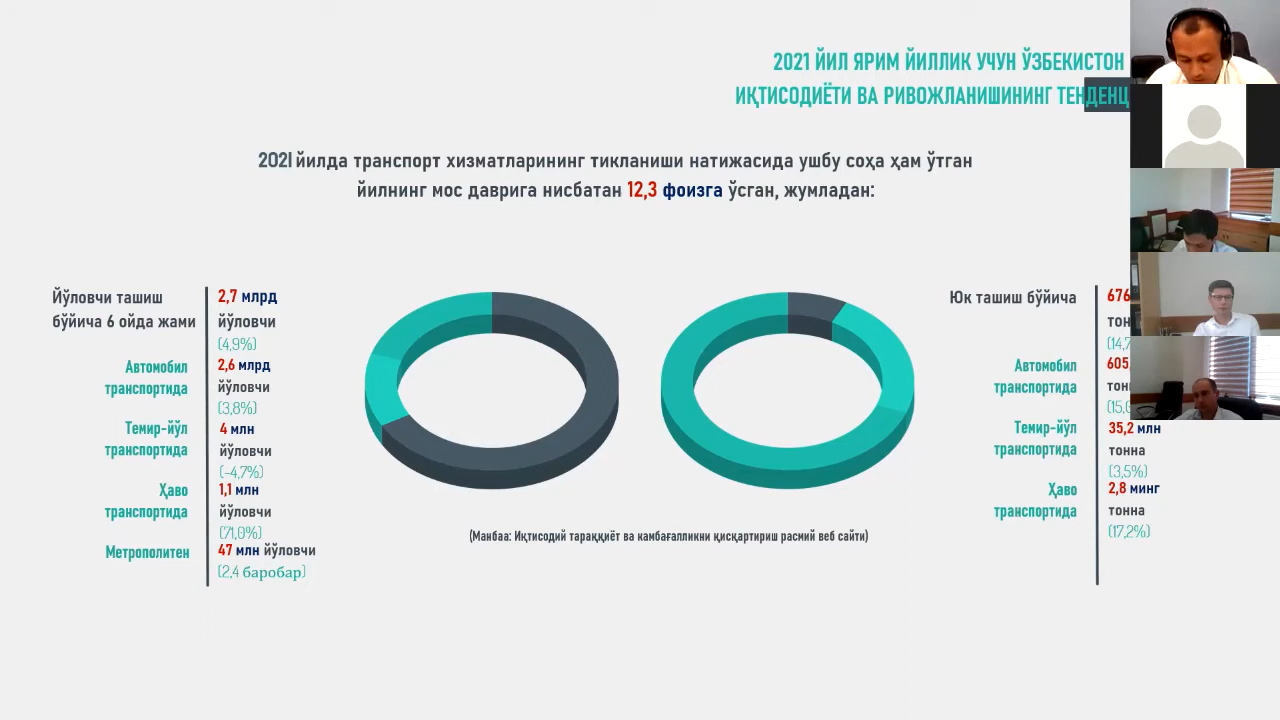 2021 ЙИЛ ЯРИМ ЙИЛЛИК УЧУН ЎЗБЕКИСТОН
ИҚТИСОДИЁТИ ВА РИВОЖЛАНИШИНИНГ
2021 йилда транспорт хизматларининг тикланиши натижасида ушбу соҳа ҳам ўтган
йилнинг мос даврига нисбатан 12,3 фоизга ўсган, жумладан:
Йўловчи ташиш
бўйича 6 ойда жами
2,7 млрд
йўловчи
(4,9%)
Автомобил
транспортида
2,6 млрд
йўловчи
(3,8%)
Темир-йўл
транспортида
4 млн
йўловчи
(-4,7%)
Ҳаво
транспортида
1,1 млн
йўловчи
(71,0%)
Метрополитен
47 млн йўловчи
(2,4 баробар)
(Манбаа: Иқтисодий тараққиёт ва камбағалликни қисқартириш расмий веб сайти)
Юк ташиш бўйича
Автомобил
транспортида
Темир-йўл
транспортида
35,2 млн
тонна
(3,5%)
Ҳаво
транспортида
2,8 минг
тонна
(17,2%)